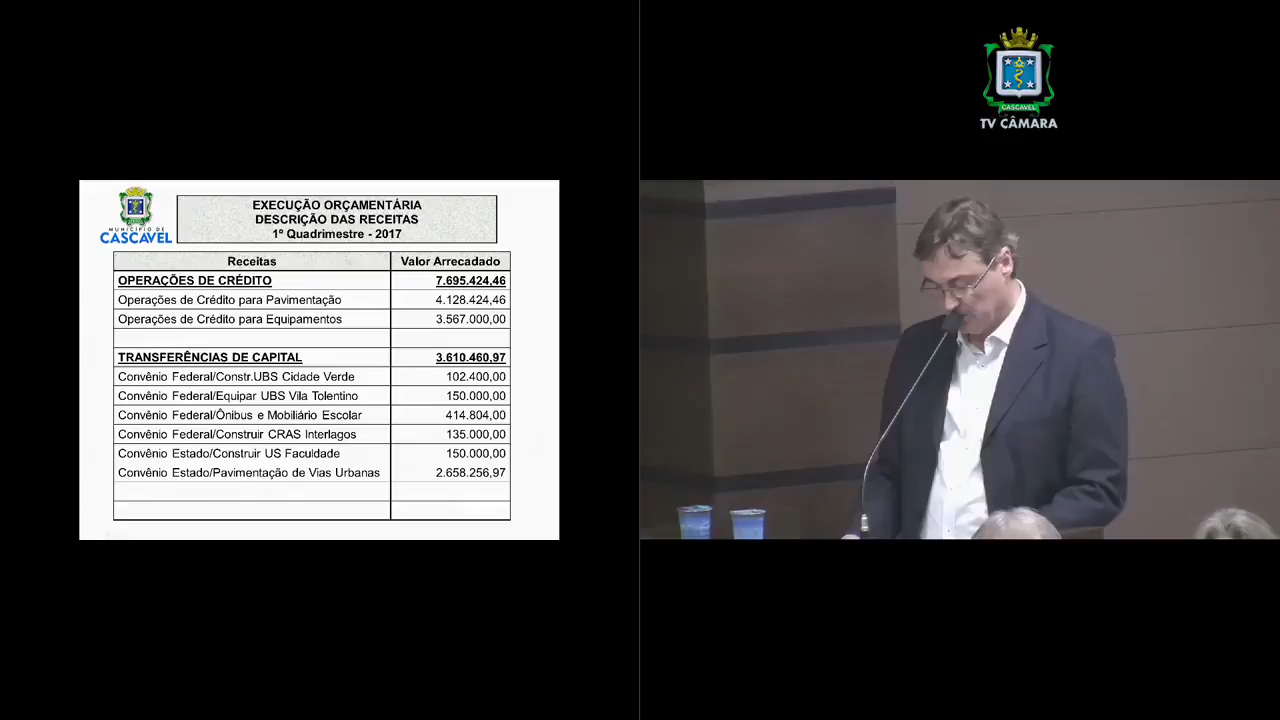 MUNICÍPIO DE
CASCAVEL
EXECUÇÃO ORÇAMENTÁRIA
DESCRIÇÃO DAS RECEITAS
1º Quadrimestre - 2017
Receitas Valor Arrecadado
OPERAÇÕES DE CRÉDITO 7.695.424,46
Operações de Crédito para Pavimentação 4.128.424,46
Operações de Crédito para Equipamentos 3.567.000,00
TRANSFERÊNCIAS DE CAPITAL 3.610.460,97
Convênio Federal/Constr.UBS Cidade Verde 102.400,00
Convênio Federal/Equipar UBS Vila Tolentino 150.000,00
Convênio Federal/Ônibus e Mobiliário Escolar 414.804,00
Convênio Federal/Construir CRAS Interlagos 135.000,00
Convênio Estado/Construir US Faculdade 150.000,00
Convênio Estado/Pavimentação de Vias Urbanas 2.658.256,97
CASCAVEL
TV CÂMARA